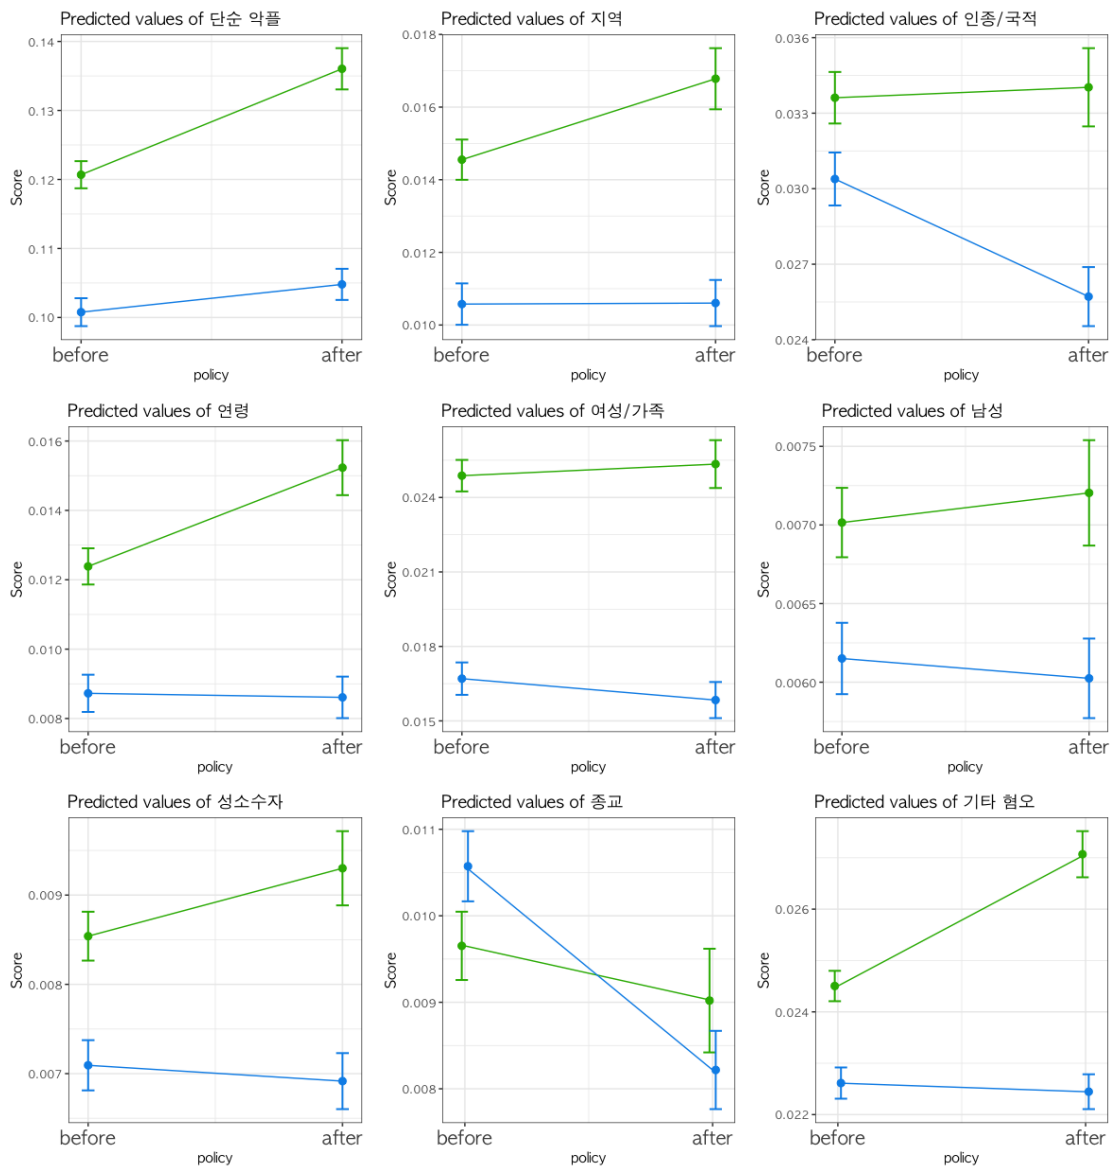 Predicted values of 단순 악플
0.14
0.13
0.12
0.11
0.10
Score
before after
policy
Predicted values of 지역
0.018
0.016
0.014
0.012
0.010
Score
before after
policy
Predicted values of 인종/국적
0.036
0.033
0.030
0.027
0.024
Score
before after
policy
Predicted values of 연령
0.016
0.014
0.012
0.010
0.008
Score
before after
policy
Predicted values of 여성/가족
0.024
0.021
0.018
0.015
Score
before after
policy
Predicted values of 남성
0.0075
0.0070
0.0065
0.0060
Score
before after
policy
Predicted values of 성소수자
0.009
0.008
0.007
Score
before after
policy
Predicted values of 종교
0.011
0.010
0.009
0.008
Score
before after
policy
Predicted values of 기타 혐오
0.026
0.024
0.022
Score
before after
policy